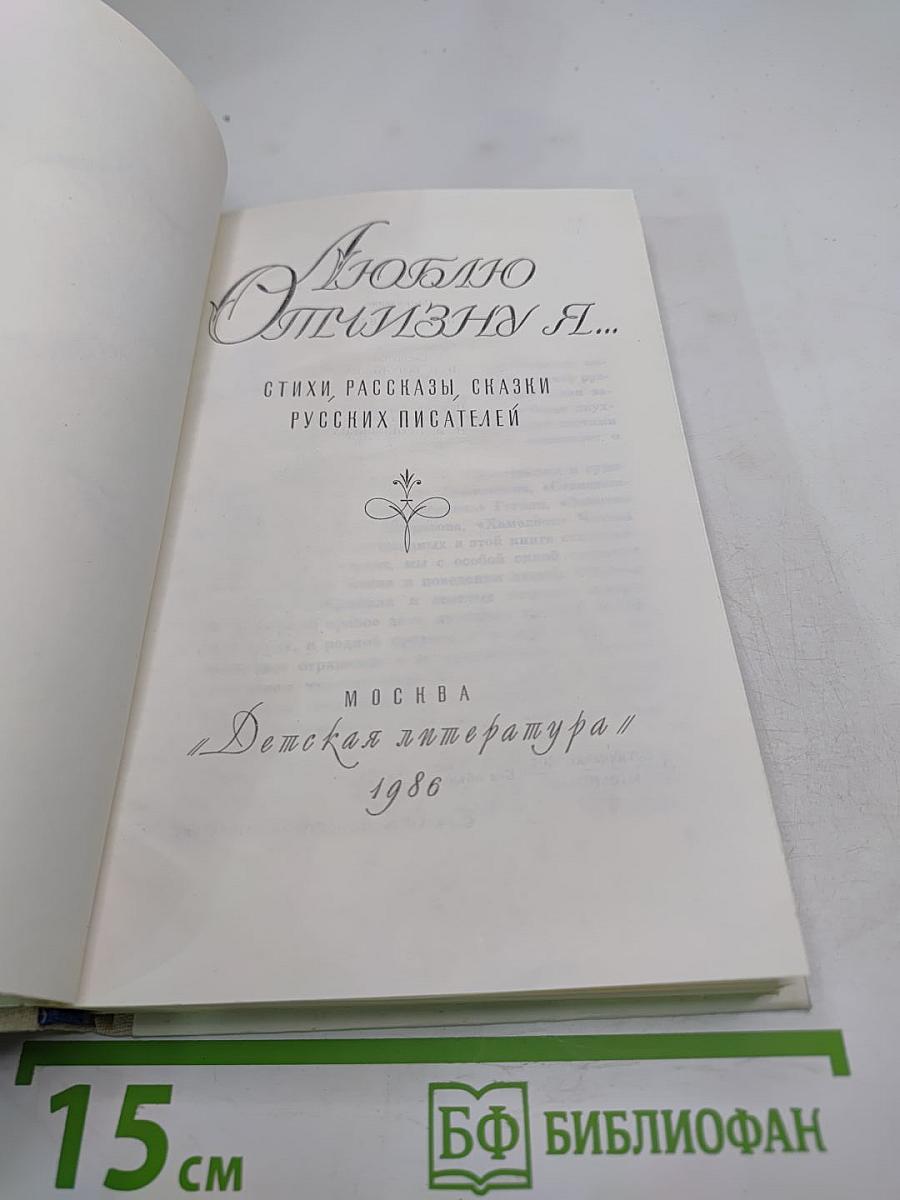 Люблю
Отчизну я...
СТИХИ, РАССКАЗЫ, СКАЗКИ
РУССКИХ ПИСАТЕЛЕЙ
МОСКВА
„Детская литература"
1986
15 см
БФ БИБЛИОФАН